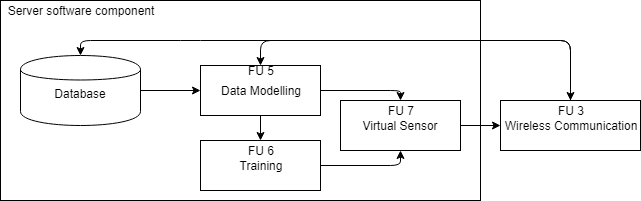 Server software component
Database
FU 5
Data Modelling
FU 6
Training
FU 7
Virtual Sensor
FU 3
Wireless Communication